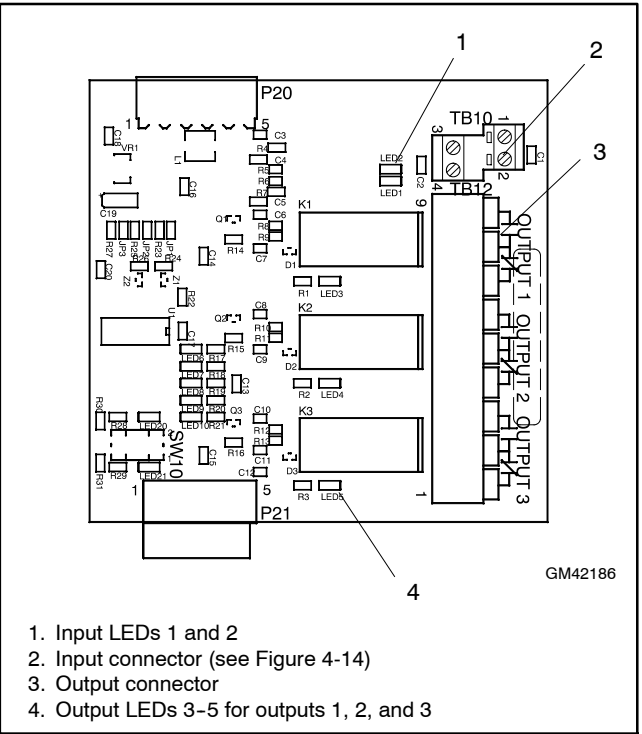 1
2
3
4
P20
1
5
C18
VR1
L1
C16
C19
C3
R4
C4
R5
R6
R7
C5
C6
R8
R9
C7
Q1
R14
D1
K1
R1
LED3
LED2
LED1
C2
TB10
3
1
4
2
C1
TB12
9
R27
JP3
JP2
R23
R24
C20
Z2
Z1
C14
R22
U1
C8
Q2
R10
R11
R15
C9
D2
K2
R2
LED4
LED6
R17
LED7
R18
LED8
R19
LED9
R20
LED10
R21
C13
Q3
C10
R12
C11
R16
C12
D3
K3
R3
LED5
R30
R28
LED20
SW10
C15
R31
R29
LED21
1
5
P21
1
OUTPUT 1
OUTPUT 2
OUTPUT 3
GM42186
1. Input LEDs 1 and 2
2. Input connector (see Figure 4-14)
3. Output connector
4. Output LEDs 3-5 for outputs 1, 2, and 3